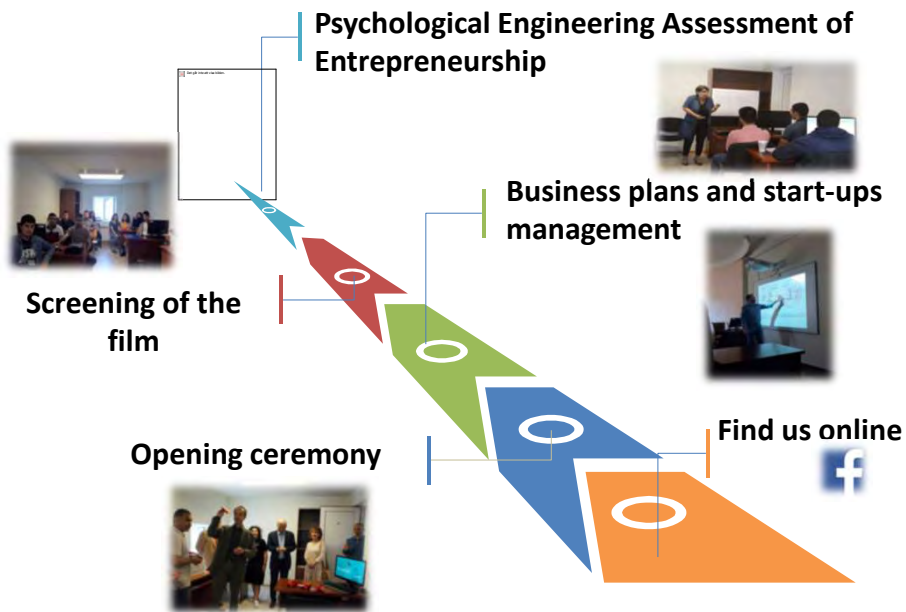 Psychological Engineering Assessment of
Entrepreneurship
Business plans and start-ups
management
Screening of the
film
Find us online
f
Opening ceremony